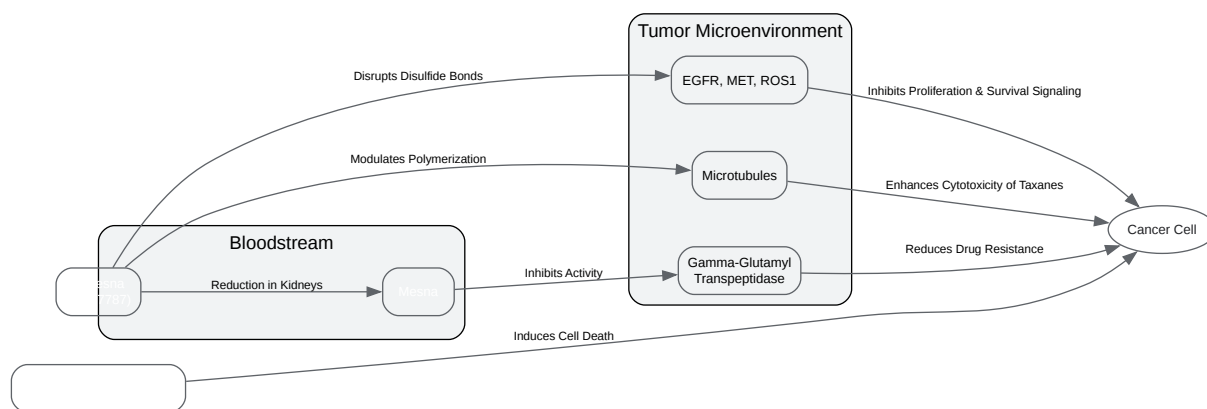 Tumor Microenvironment
Disrupts Disulfide Bonds
EGFR, MET, ROS1
Inhibits Proliferation & Survival Signaling
Modulates Polymerization
Microtubules
Enhances Cytotoxicity of Taxanes
Bloodstream
Cancer Cell
Reduces Drug Resistance
Gamma-Glutamyl
Transpeptidase
Inhibits Activity
Reduction in Kidneys
Mesna
Induces Cell Death